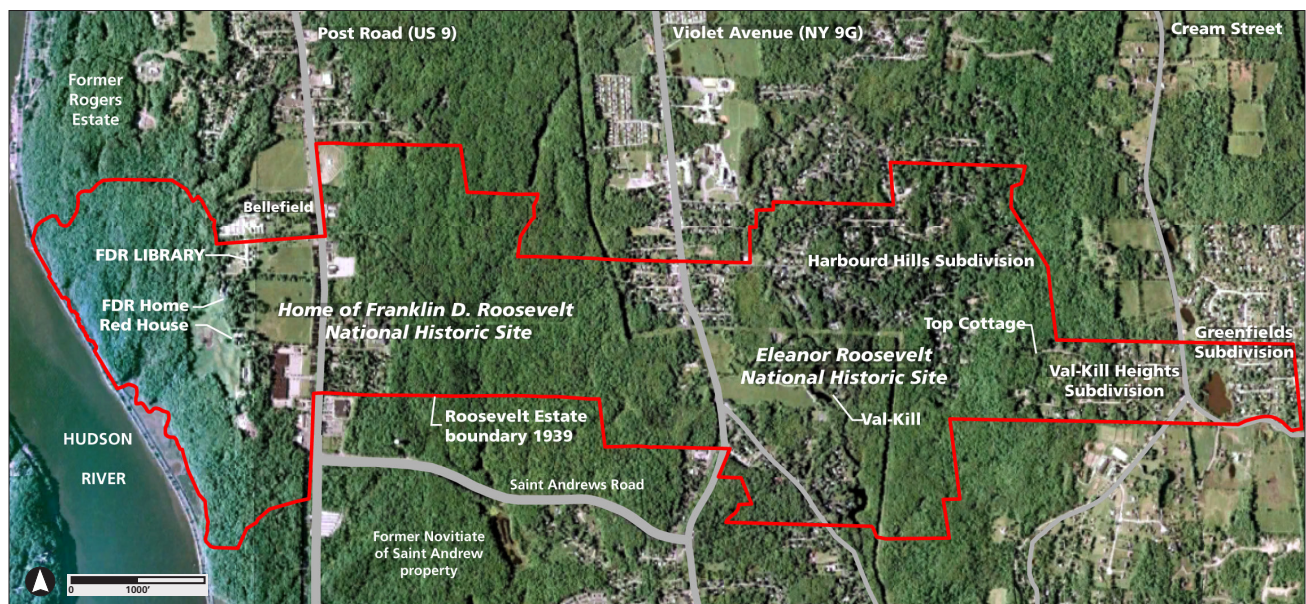 Post Road (US 9)
Violet Avenue (NY 9G)
Cream Street
Former
Rogers
Estate
Bellefield
FDR LIBRARY
Harbourd Hills Subdivision
FDR Home
Red House
Home of Franklin D. Roosevelt
National Historic Site
Top Cottage
Greenfields
Subdivision
Eleanor Roosevelt
National Historic Site
Val-Kill Heights
Subdivision
Roosevelt Estate
boundary 1939
Val-Kill
HUDSON
RIVER
Saint Andrews Road
Former Novitiate
of Saint Andrew
property
0 1000'